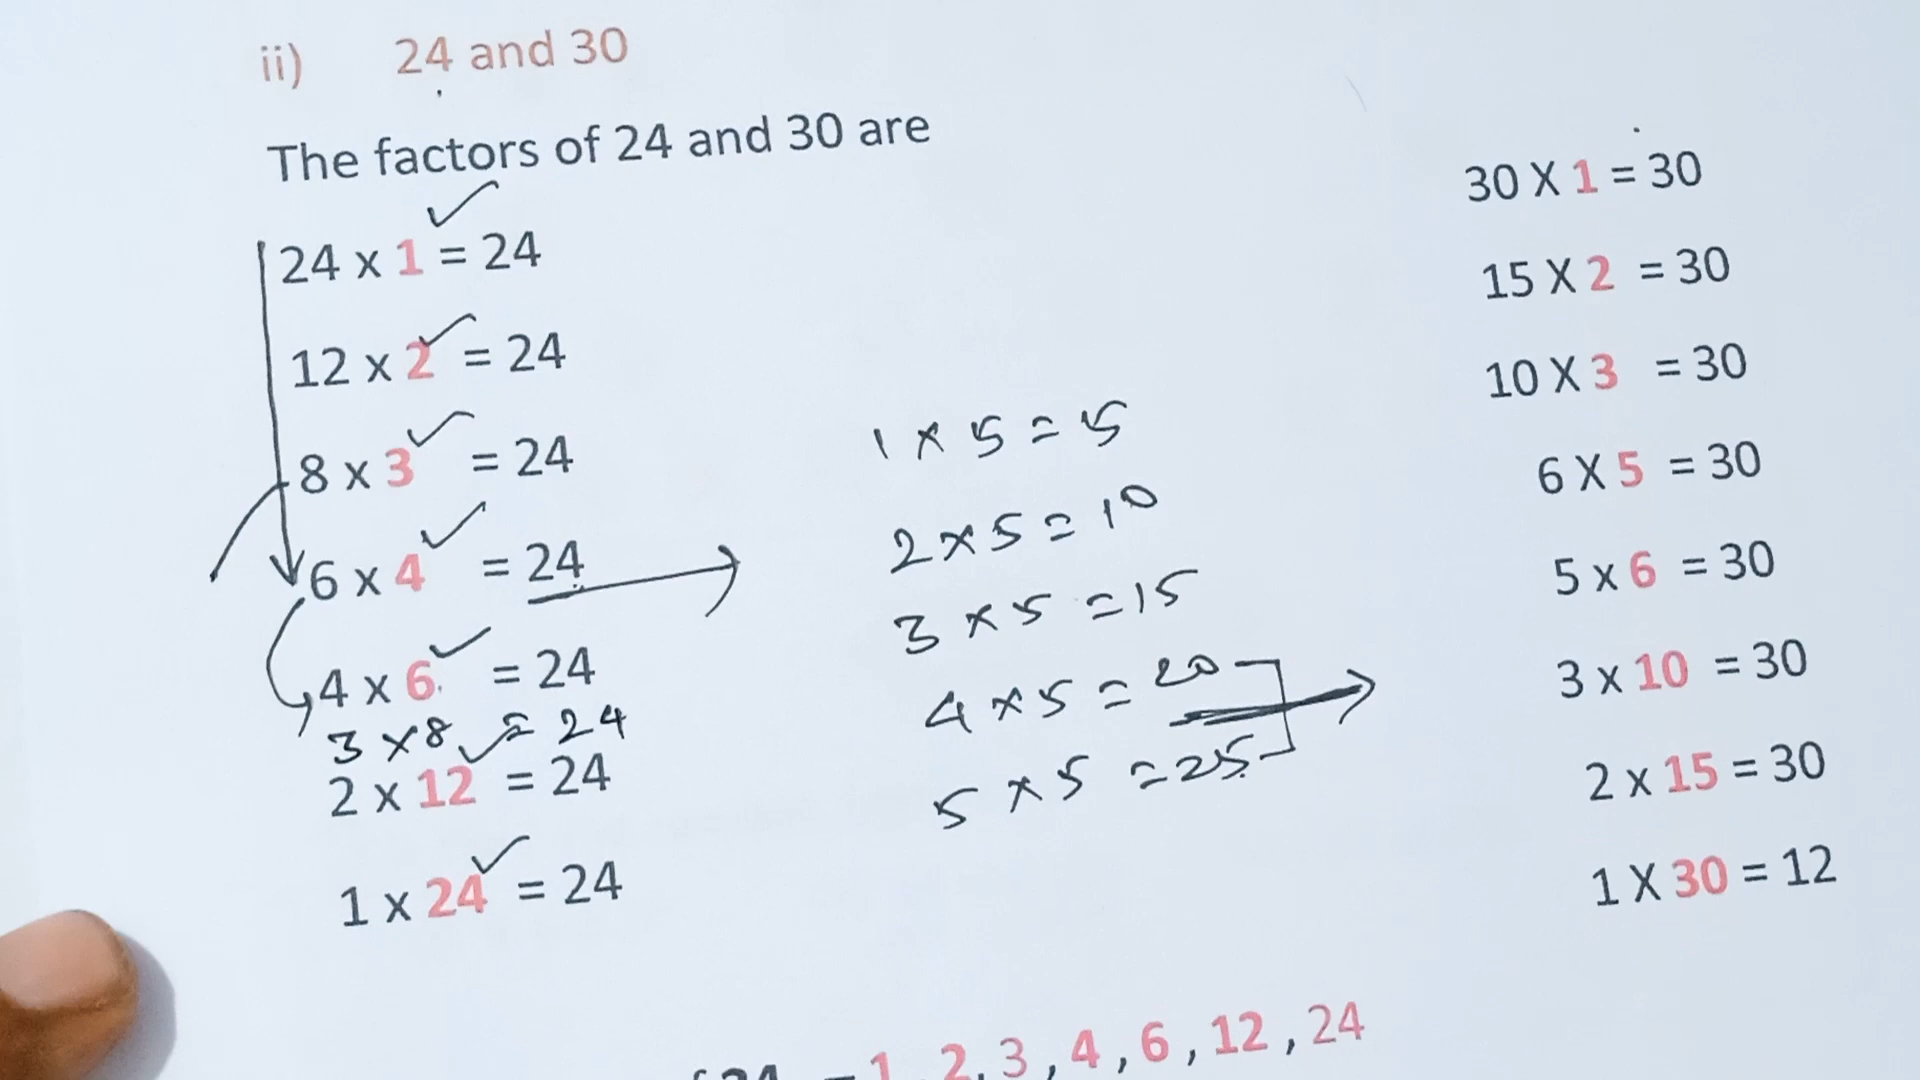 ii) 24 and 30
The factors of 24 and 30 are
24 x 1 = 24
12 x 2 = 24
8 x 3 = 24
6 x 4 = 24
4 x 6 = 24
3 x 8 = 24
2 x 12 = 24
1 x 24 = 24
1 x 5 = 5
2 x 5 = 10
3 x 5 = 15
4 x 5 = 20
5 x 5 = 25
30 X 1 = 30
15 X 2 = 30
10 X 3 = 30
6 X 5 = 30
5 x 6 = 30
3 x 10 = 30
2 x 15 = 30
1 X 30 = 12
24 = 1, 2, 3, 4, 6, 12, 24